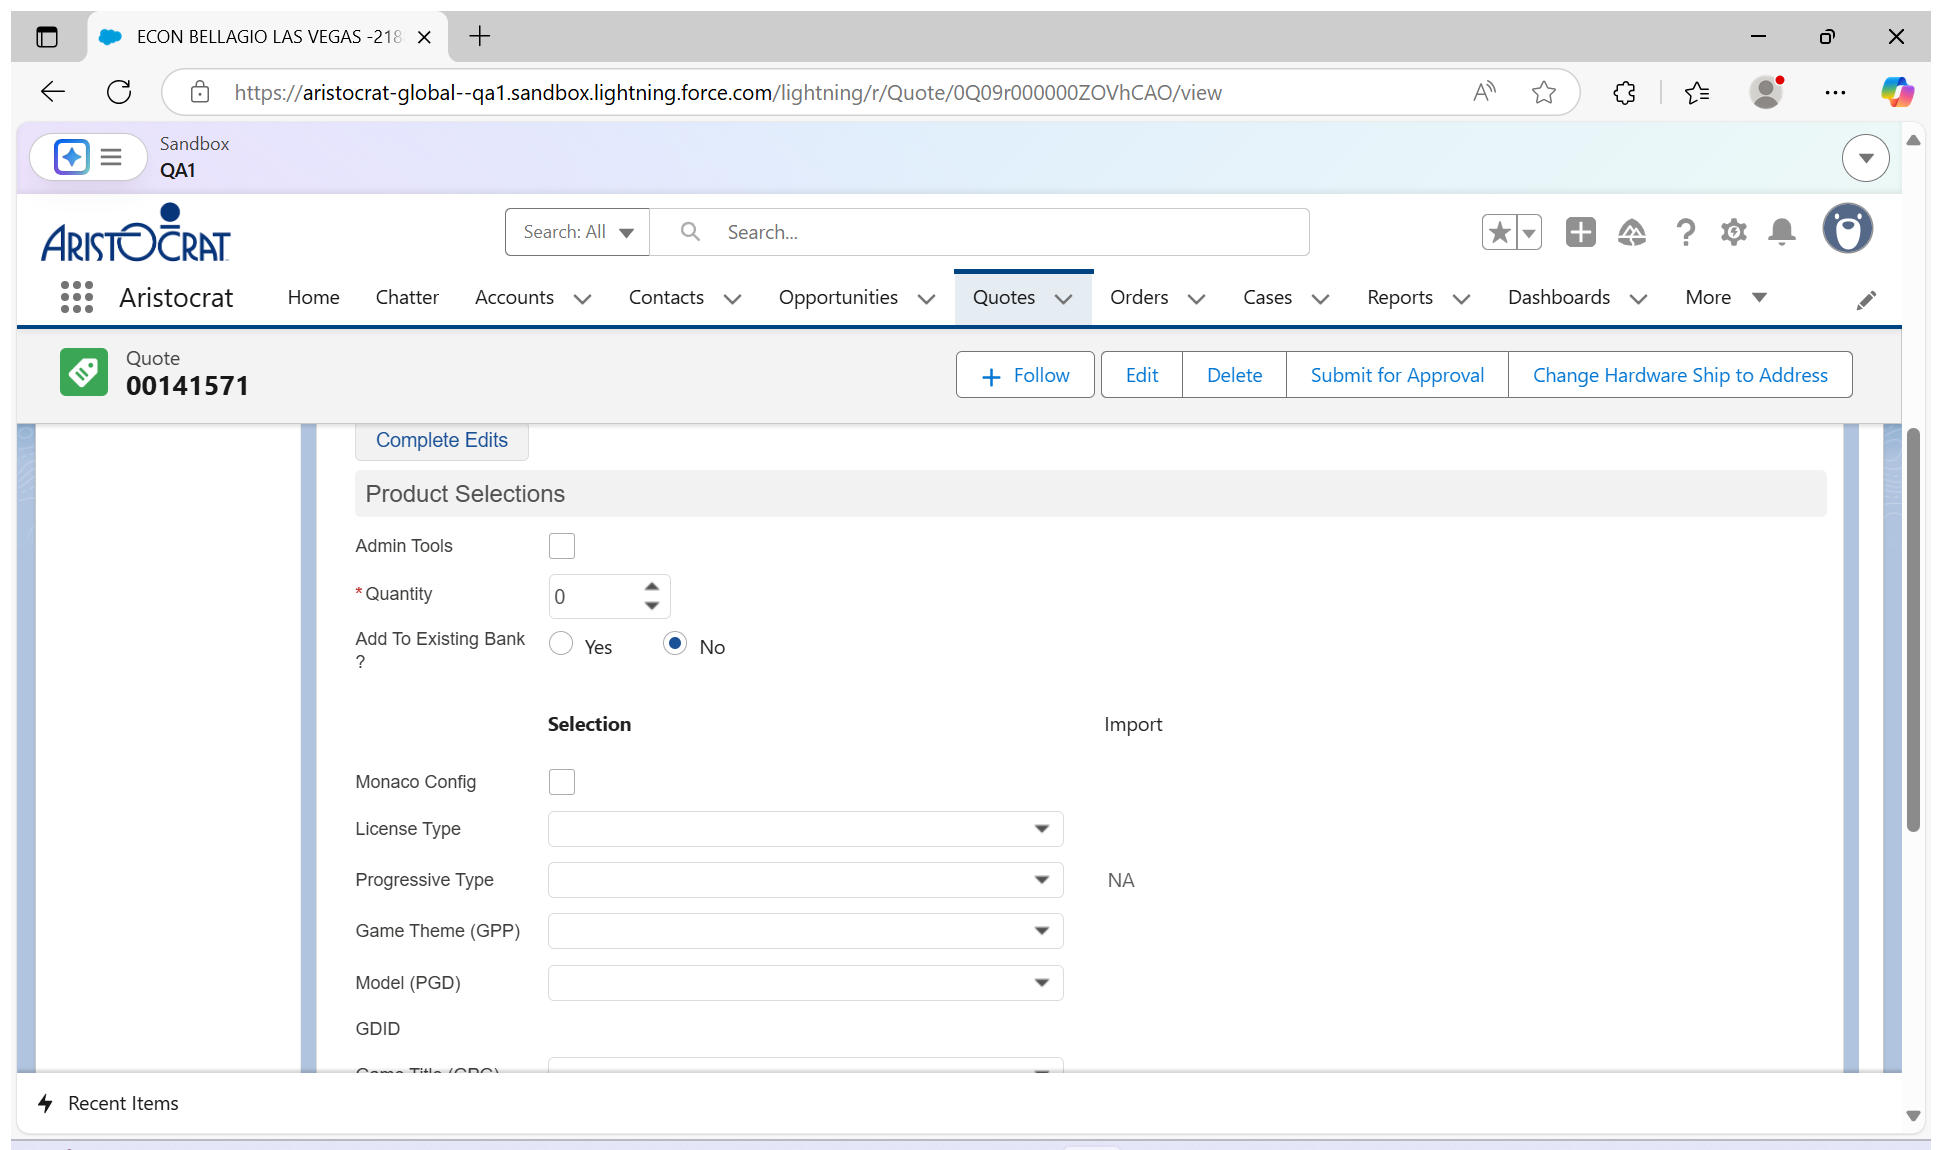 ECON BELLAGIO LAS VEGAS -218
https://aristocrat-global--qa1.sandbox.lightning.force.com/lightning/r/Quote/0Q09r000000ZOVhCAO/view
Sandbox
QA1
ARISTOCRAT
Search: All
Search...
Aristocrat
Home
Chatter
Accounts
Contacts
Opportunities
Quotes
Orders
Cases
Reports
Dashboards
More
Quote
00141571
Follow
Edit
Delete
Submit for Approval
Change Hardware Ship to Address
Complete Edits
Product Selections
Admin Tools
*Quantity
0
Add To Existing Bank
?
Yes
No
Selection
Import
Monaco Config
License Type
Progressive Type
NA
Game Theme (GPP)
Model (PGD)
GDID
Game Title (GPG)
Recent Items